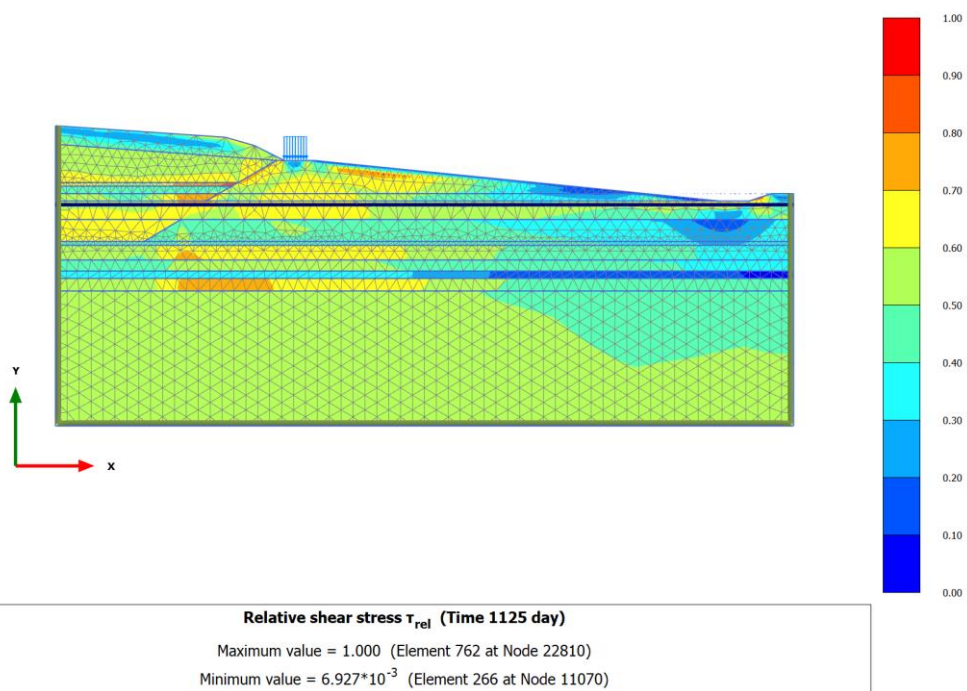 1.00
0.90
0.80
0.70
0.60
0.50
0.40
0.30
0.20
0.10
0.00
Y
X
Relative shear stress τrel (Time 1125 day)
Maximum value = 1.000 (Element 762 at Node 22810)
Minimum value = 6.927*10-3 (Element 266 at Node 11070)